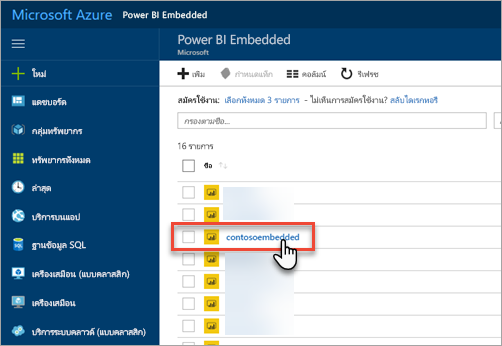 Microsoft Azure Power BI Embedded
Power BI Embedded
Microsoft
ใหม่
แดชบอร์ด
กลุ่มทรัพยากร
ทรัพยากรทั้งหมด
ล่าสุด
บริการบนแอป
ฐานข้อมูล SQL
เครื่องเสมือน (แบบคลาสสิก)
เครื่องเสมือน
บริการระบบคลาวด์ (แบบคลาสสิก)
เพิ่ม กำหนดแท็ก คอลัมน์ รีเฟรช
สมัครใช้งาน: เลือกทั้งหมด 3 รายการ - ไม่เห็นการสมัครใช้งาน? สลับไดเรกทอรี
กรองตามชื่อ...
16 รายการ
ชื่อ
contosoembedded